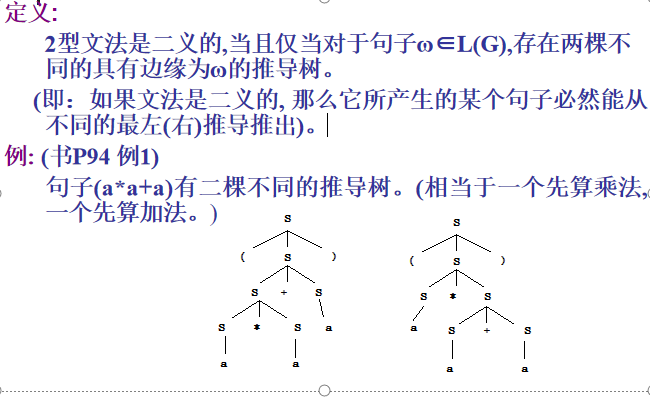 定义:
2型文法是二义的,当且仅当对于句子ω∈L(G),存在两棵不
同的具有边缘为ω的推导树。
(即：如果文法是二义的, 那么它所产生的某个句子必然能从
不同的最左(右)推导推出)。
例: (书P94 例1)
句子(a*a+a)有二棵不同的推导树。(相当于一个先算乘法,
一个先算加法。)
S S
( S ) ( S )
S + S S * S
S * S a a S + S
a a a a